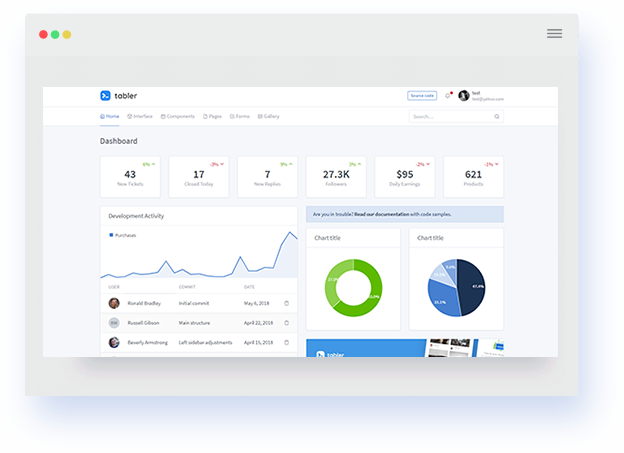 tabler
Source code
test
Home Interface Components Pages Forms Gallery
Search...
Dashboard
6% -3% 9% 3% -2% -1%
43 17 7 27.3K $95 621
New Tickets Closed Today New Replies Followers Daily Earnings Products
Development Activity
Purchases
Are you in trouble? Read our documentation with code samples.
Chart title Chart title
USER COMMIT DATE
Ronald Bradley Initial commit May 6, 2018
Russell Gibson Main structure April 22, 2018
Beverly Armstrong Left sidebar adjustments April 15, 2018
63.0%
47.4%
tabler